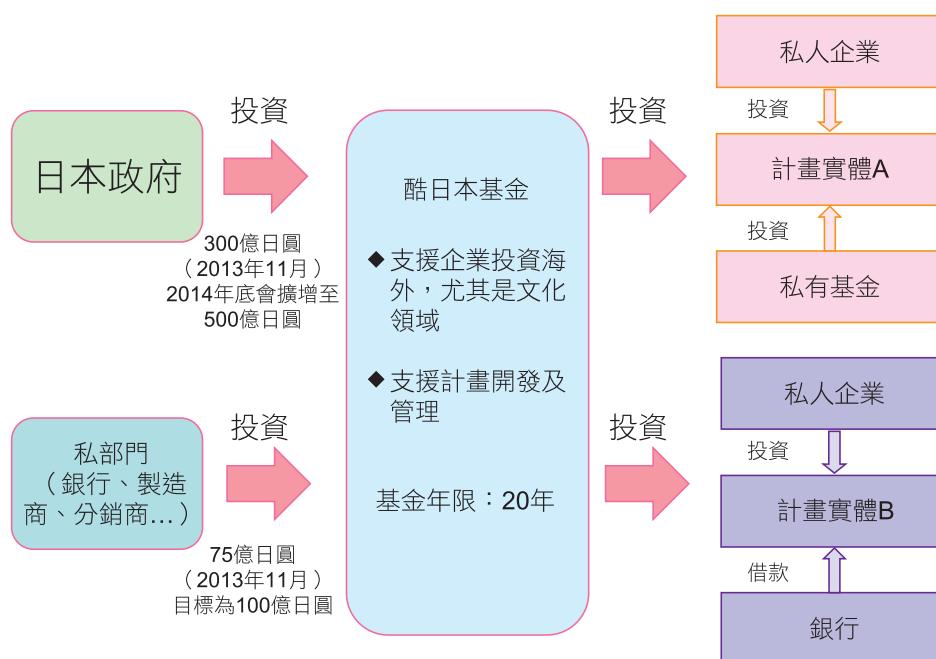 日本政府
投資
300億日圓
（2013年11月）
2014年底會擴增至
500億日圓
私部門
（銀行、製造
商、分銷商...）
投資
75億日圓
（2013年11月）
目標為100億日圓
酷日本基金
◆支援企業投資海
外，尤其是文化
領域
◆支援計畫開發及
管理
基金年限：20年
投資
私人企業
投資
計畫實體A
投資
私有基金
投資
私人企業
投資
計畫實體B
借款
銀行